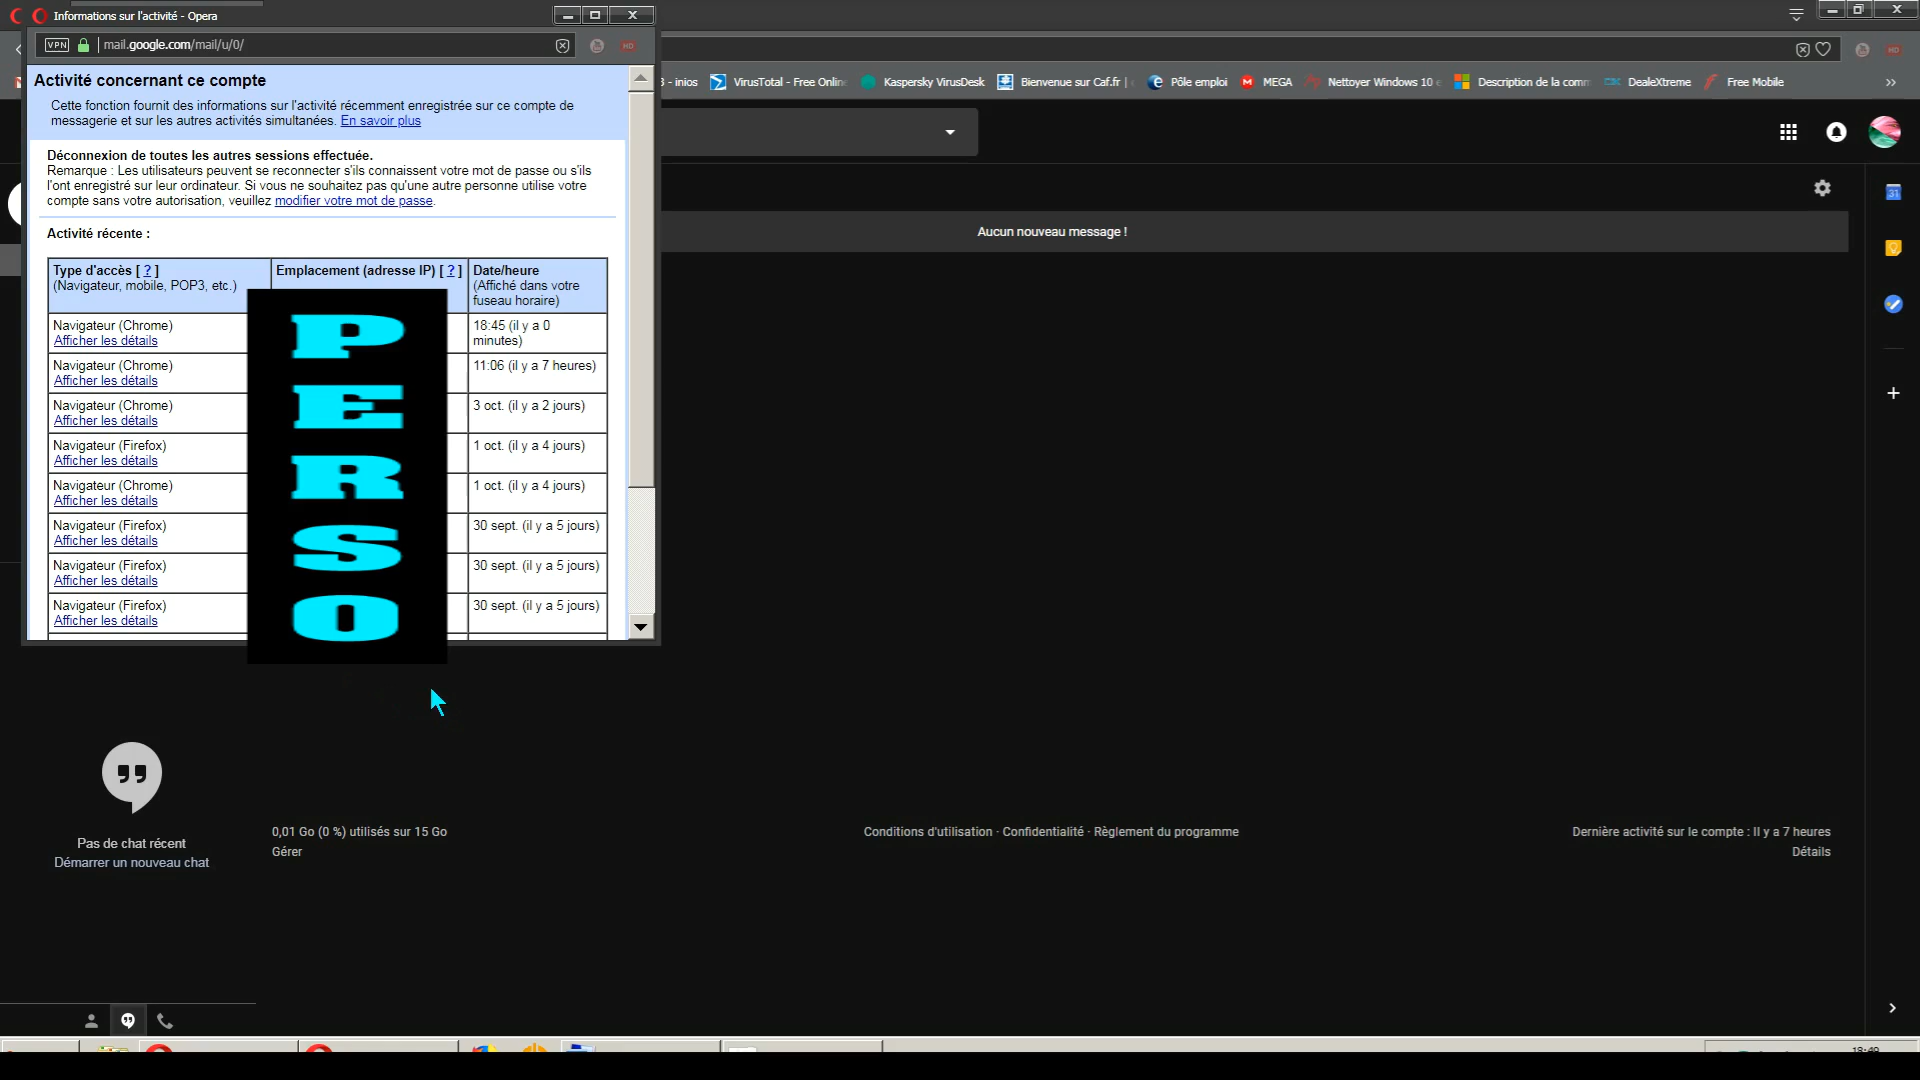 Informations sur l'activité - Opera
VPN mail.google.com/mail/u/0/
HD
HD
Activité concernant ce compte
Cette fonction fournit des informations sur l'activité récemment enregistrée sur ce compte de
messagerie et sur les autres activités simultanées. En savoir plus
- inios VirusTotal - Free Online Kaspersky VirusDesk Bienvenue sur Caf.fr | Pôle emploi MEGA Nettoyer Windows 10 Description de la comm DealeXtreme Free Mobile »
Déconnexion de toutes les autres sessions effectuée.
Remarque : Les utilisateurs peuvent se reconnecter s'ils connaissent votre mot de passe ou s'ils
l'ont enregistré sur leur ordinateur. Si vous ne souhaitez pas qu'une autre personne utilise votre
compte sans votre autorisation, veuillez modifier votre mot de passe.
Activité récente :
Aucun nouveau message !
31
Type d'accès [ ? ]
(Navigateur, mobile, POP3, etc.)
Emplacement (adresse IP) [ ? ]
Date/heure
(Affiché dans votre
fuseau horaire)
Navigateur (Chrome)
Afficher les détails
18:45 (il y a 0
minutes)
Navigateur (Chrome)
Afficher les détails
11:06 (il y a 7 heures)
Navigateur (Chrome)
Afficher les détails
3 oct. (il y a 2 jours)
Navigateur (Firefox)
Afficher les détails
1 oct. (il y a 4 jours)
Navigateur (Chrome)
Afficher les détails
1 oct. (il y a 4 jours)
Navigateur (Firefox)
Afficher les détails
30 sept. (il y a 5 jours)
Navigateur (Firefox)
Afficher les détails
30 sept. (il y a 5 jours)
Navigateur (Firefox)
Afficher les détails
30 sept. (il y a 5 jours)
P
E
R
S
O
Pas de chat récent
Démarrer un nouveau chat
0,01 Go (0 %) utilisés sur 15 Go
Gérer
Conditions d'utilisation · Confidentialité · Règlement du programme
Dernière activité sur le compte : Il y a 7 heures
Détails